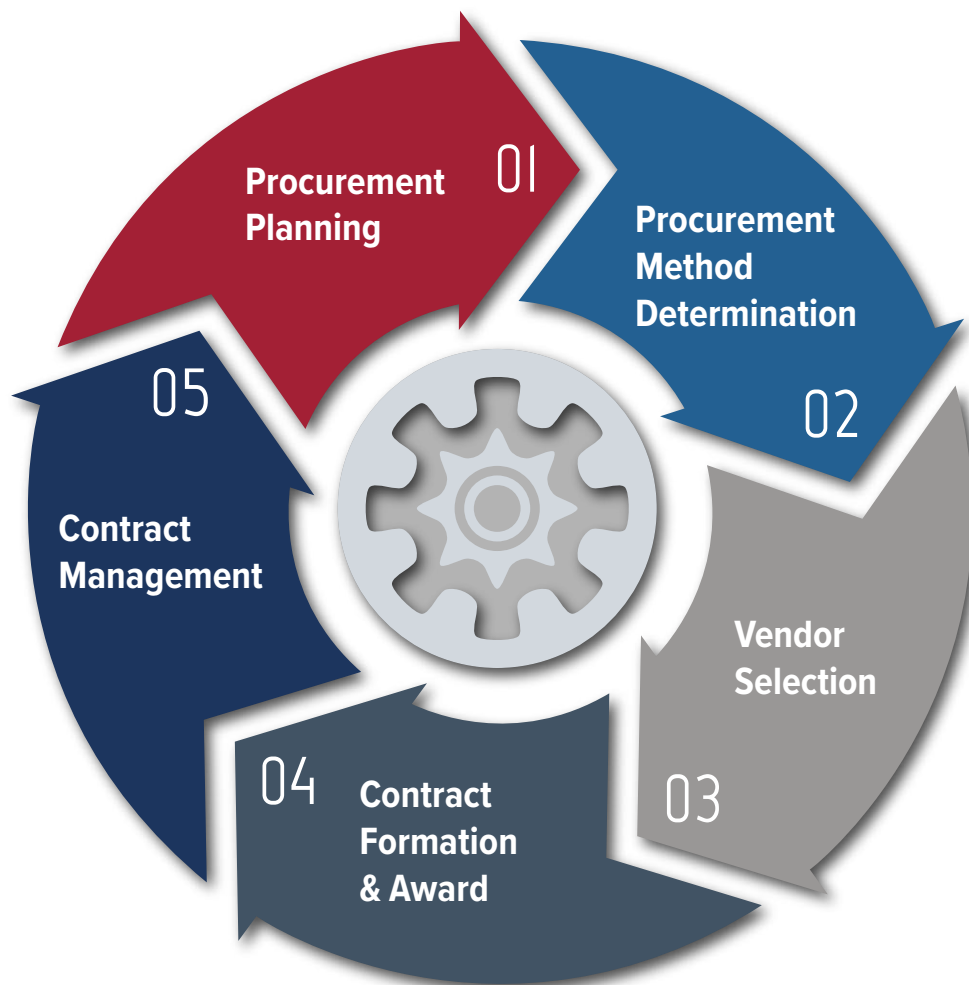 01
Procurement
Planning
Procurement
Method
Determination
02
Vendor
Selection
03
04
Contract
Formation
& Award
05
Contract
Management